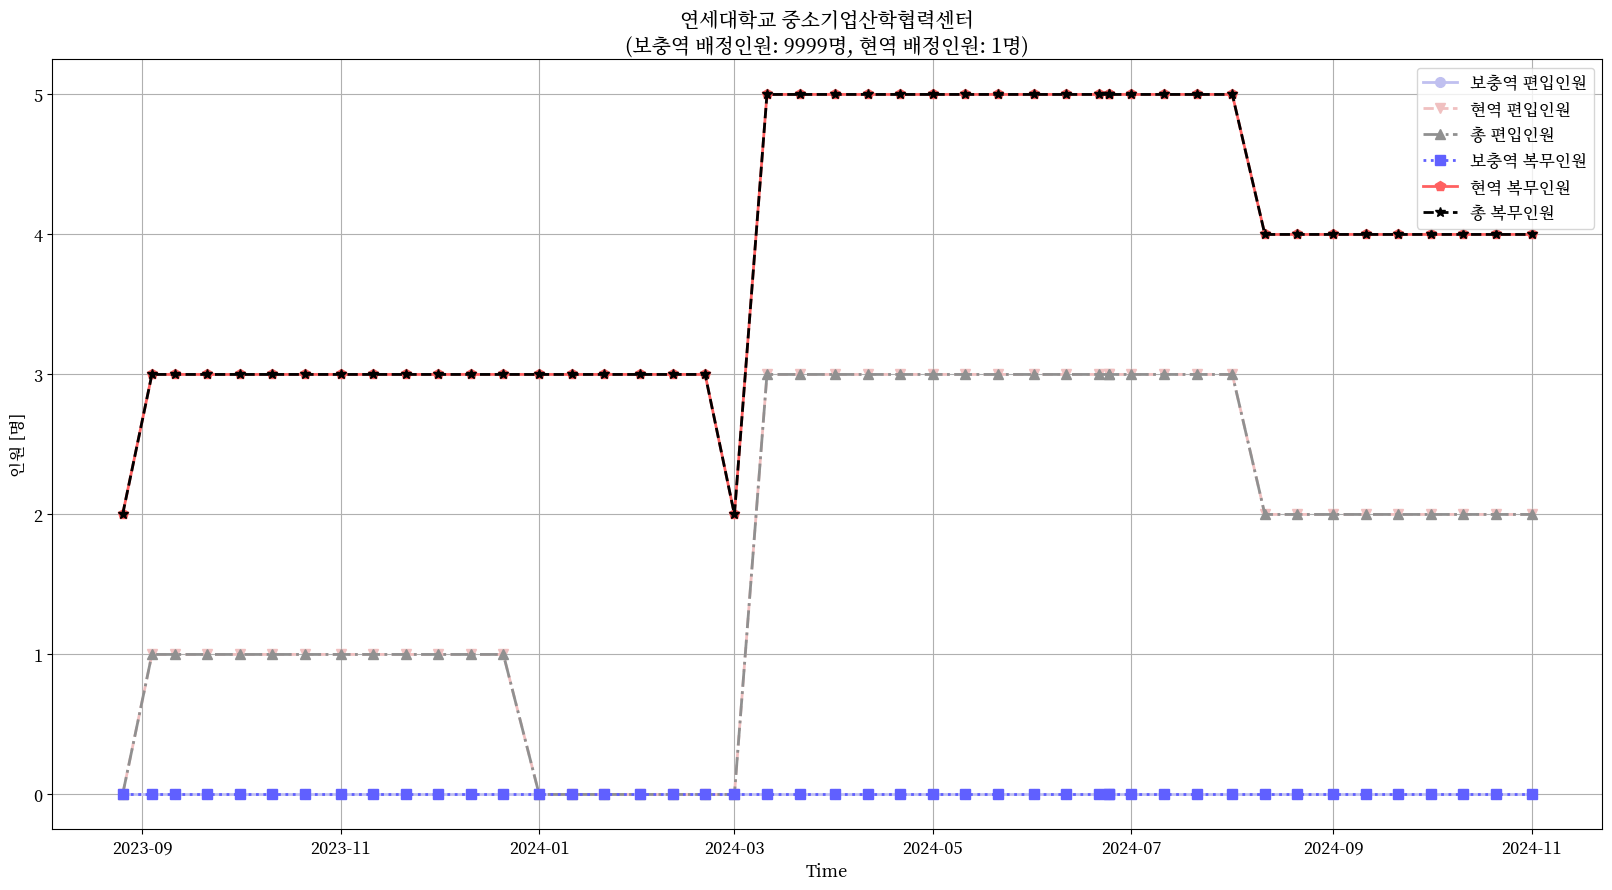 연세대학교 중소기업산학협력센터
(보충역 배정인원: 9999명, 현역 배정인원: 1명)
보충역 편입인원
현역 편입인원
총 편입인원
보충역 복무인원
현역 복무인원
총 복무인원
인원 [명]
5
4
3
2
1
0
2023-09
2023-11
2024-01
2024-03
2024-05
2024-07
2024-09
2024-11
Time